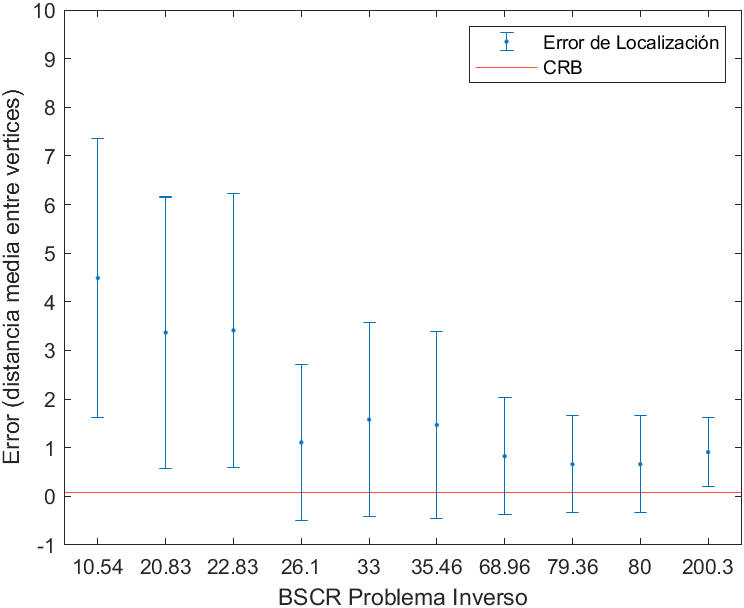 Error de Localización
CRB
Error (distancia media entre vertices)
10
9
8
7
6
5
4
3
2
1
0
-1
10.54 20.83 22.83 26.1 33 35.46 68.96 79.36 80 200.3
BSCR Problema Inverso